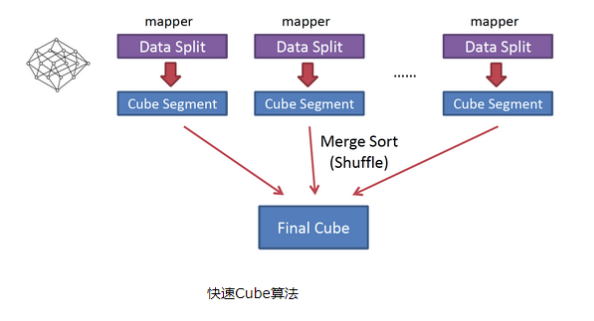 mapper mapper mapper
Data Split Data Split Data Split
......
Cube Segment Cube Segment Cube Segment
Merge Sort
(Shuffle)
Final Cube
快速Cube算法